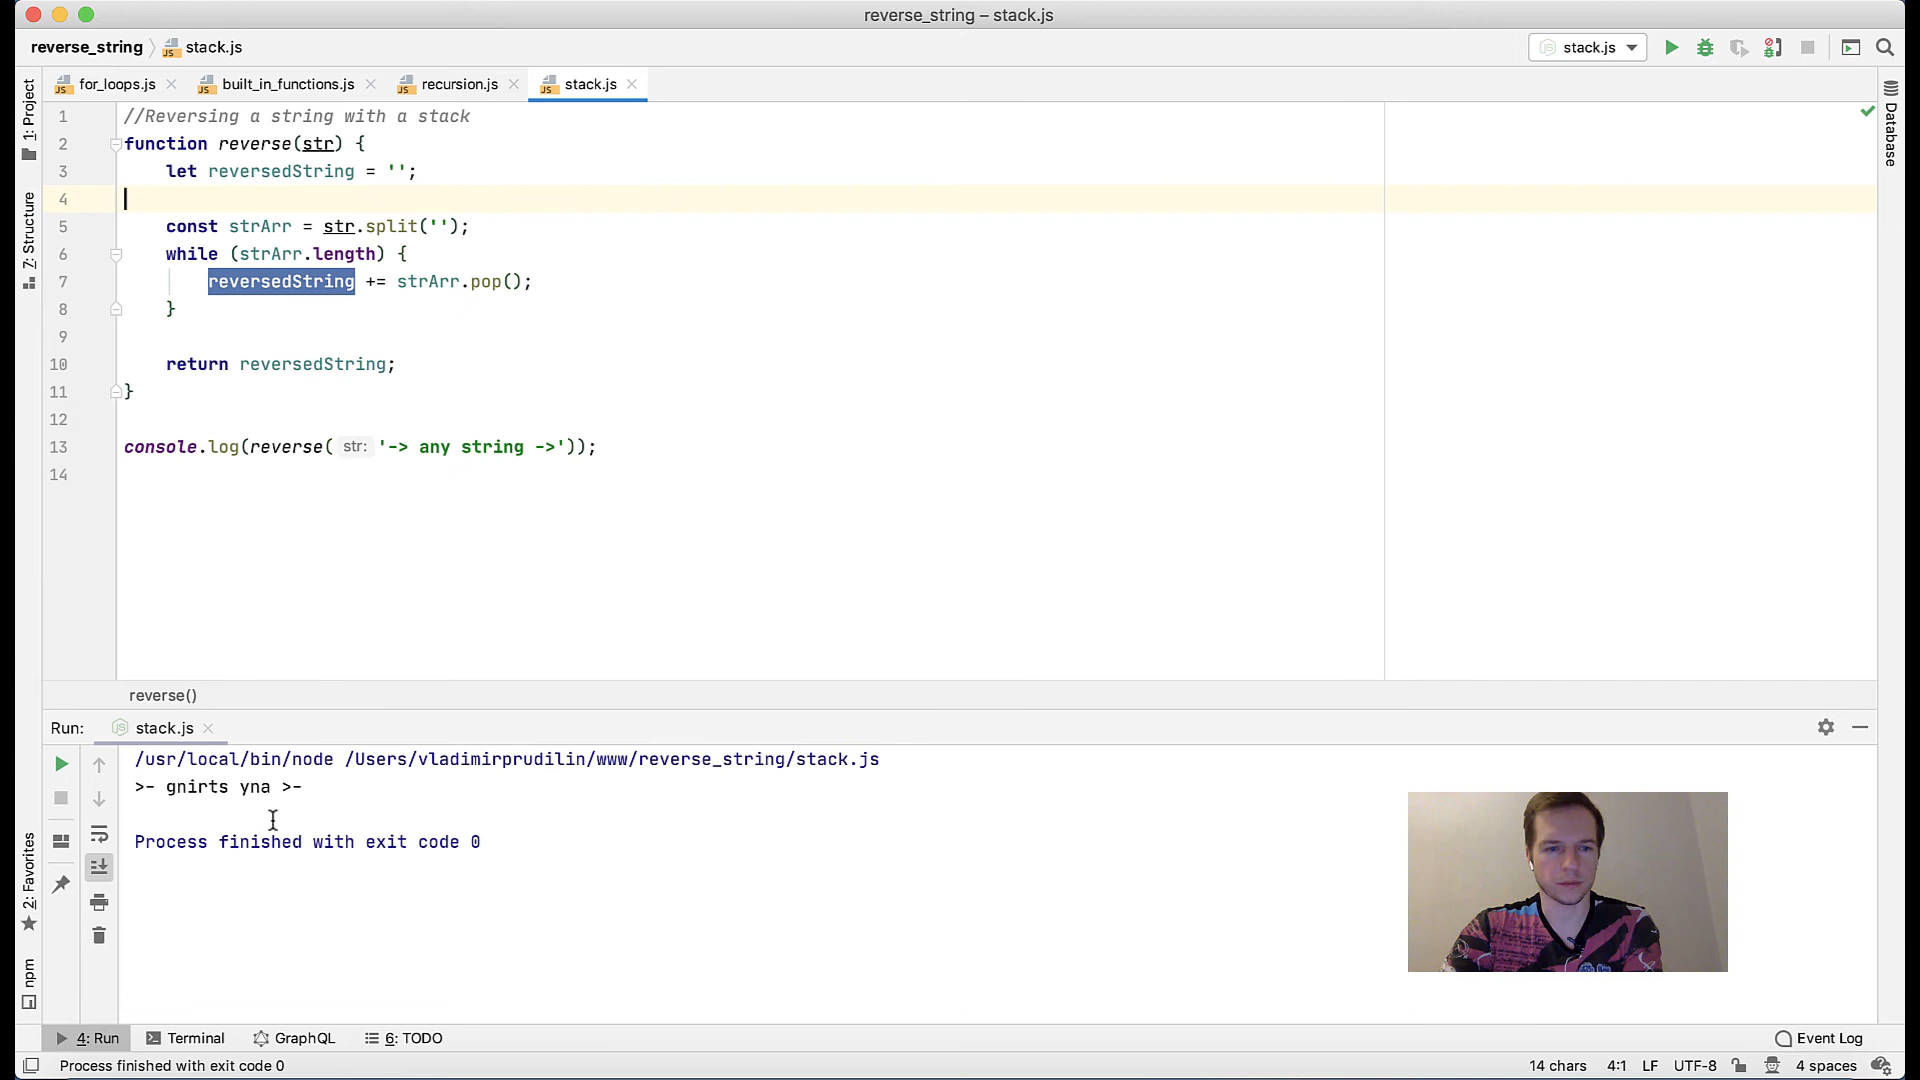 reverse_string – stack.js
reverse_string stack.js stack.js
for_loops.js built_in_functions.js recursion.js stack.js
1: Project
7: Structure
2: Favorites
npm
Database
1 //Reversing a string with a stack
2 function reverse(str) {
3 let reversedString = '';
4
5 const strArr = str.split('');
6 while (strArr.length) {
7 reversedString += strArr.pop();
8 }
9
10 return reversedString;
11 }
12
13 console.log(reverse( str: '-> any string ->'));
14
reverse()
Run: stack.js
/usr/local/bin/node /Users/vladimirprudilin/www/reverse_string/stack.js
>- gnirts yna >-
Process finished with exit code 0
4: Run Terminal GraphQL 6: TODO Event Log
Process finished with exit code 0 14 chars 4:1 LF UTF-8 4 spaces